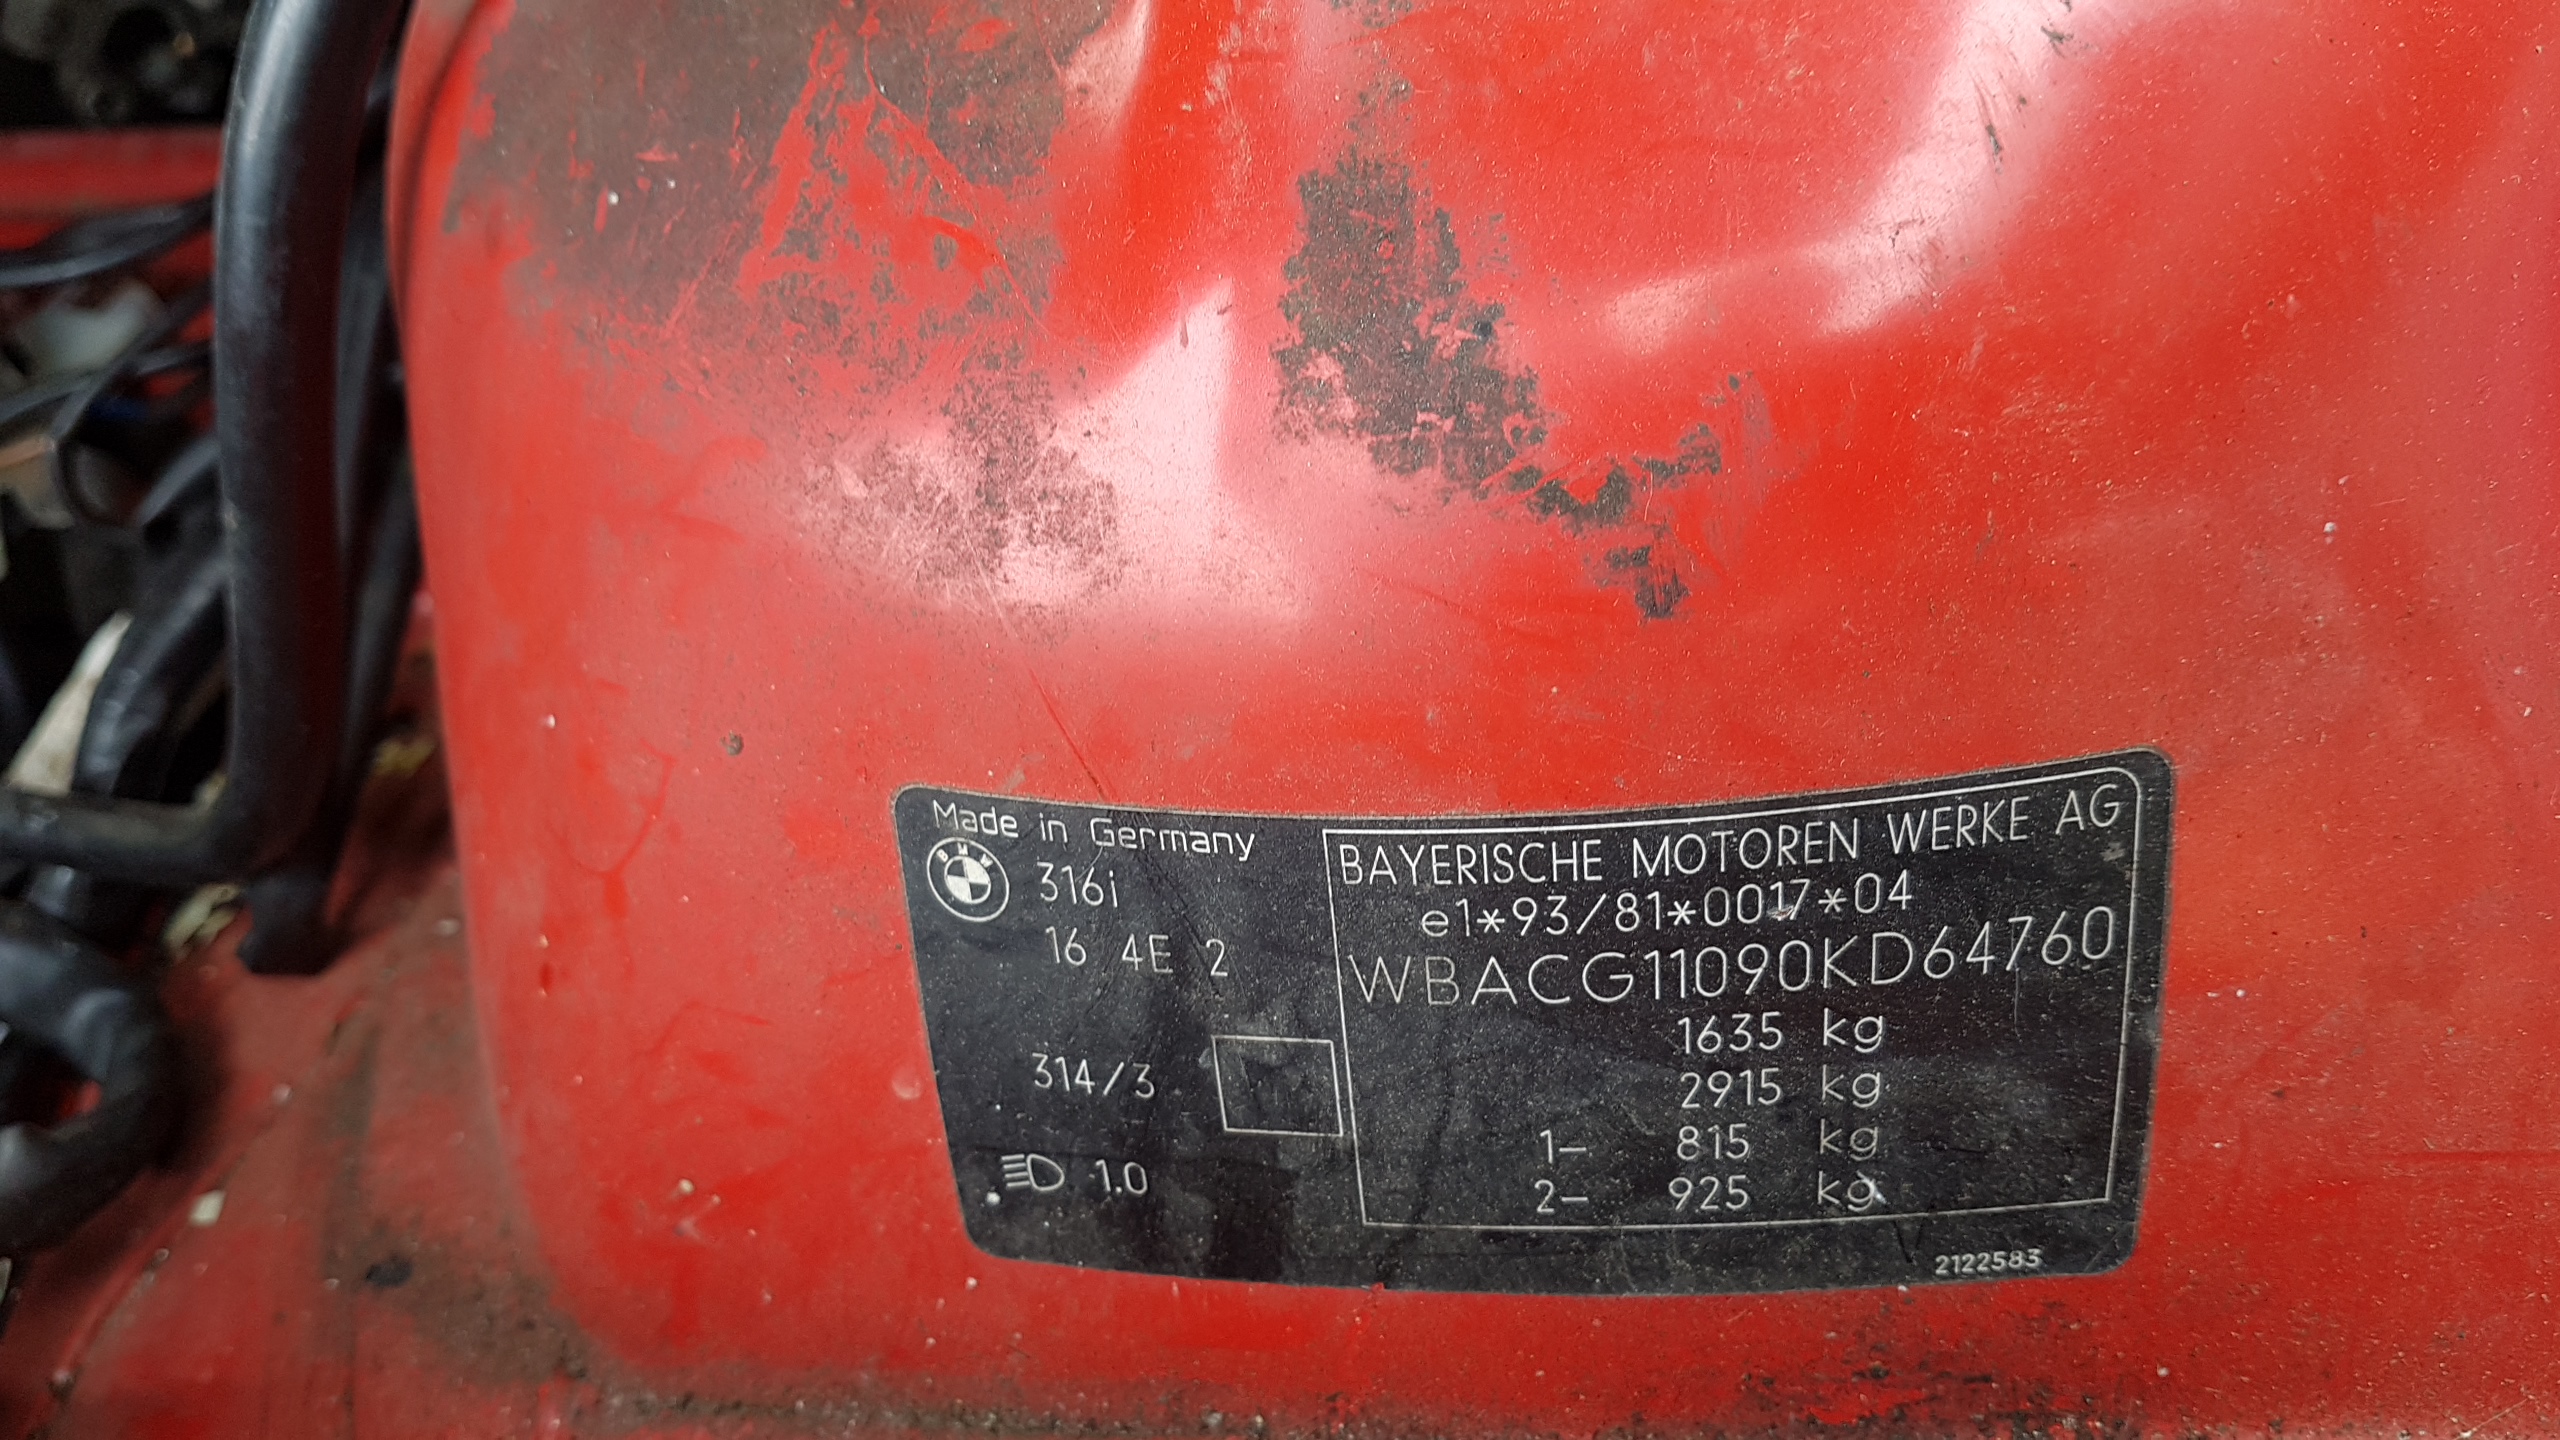 Made in Germany
BMW
316i
16 4E 2
314/3
1.0
BAYERISCHE MOTOREN WERKE AG
e1*93/81*0017*04
WBACG11090KD64760
1635 kg
2915 kg
1- 815 kg
2- 925 kg
2122583